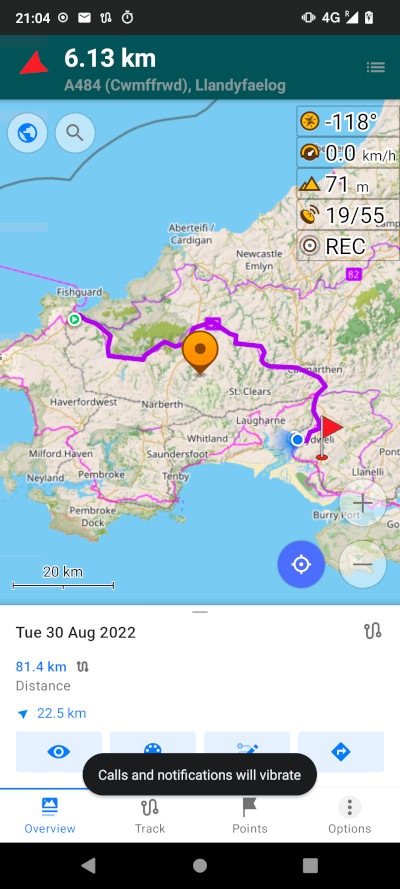 21:04
4G R
6.13 km
A484 (Cwmffrwd), Llandyfaelog
-118°
0.0 km/h
71 m
19/55
REC
Aberteifi /
Cardigan
Newcastle
Emlyn
82
Fishguard
Carmarthen
St.Clears
Haverfordwest
Narberth
Laugharne
Whitland
dweli
Milford Haven
Saundersfoot
Llanelli
Neyland
Pembroke
Tenby
Pembroke
Dock
Burry Port
Go
20 km
Tue 30 Aug 2022
81.4 km
Distance
22.5 km
Calls and notifications will vibrate
Overview
Track
Points
Options